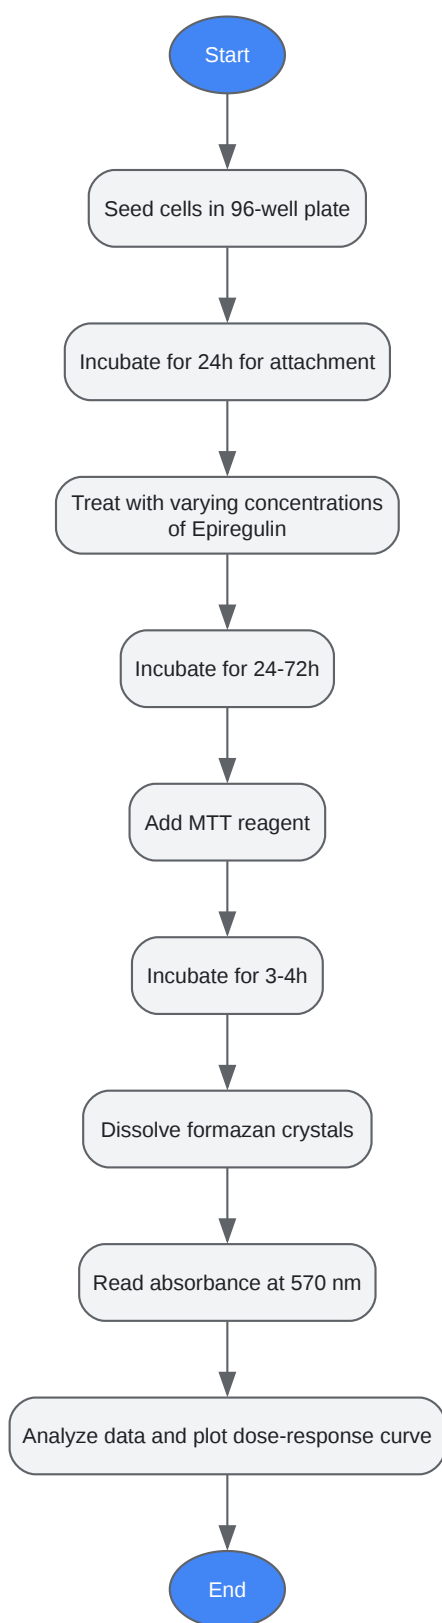 Start
Seed cells in 96-well plate
Incubate for 24h for attachment
Treat with varying concentrations
of Epiregulin
Incubate for 24-72h
Add MTT reagent
Incubate for 3-4h
Dissolve formazan crystals
Read absorbance at 570 nm
Analyze data and plot dose-response curve
End